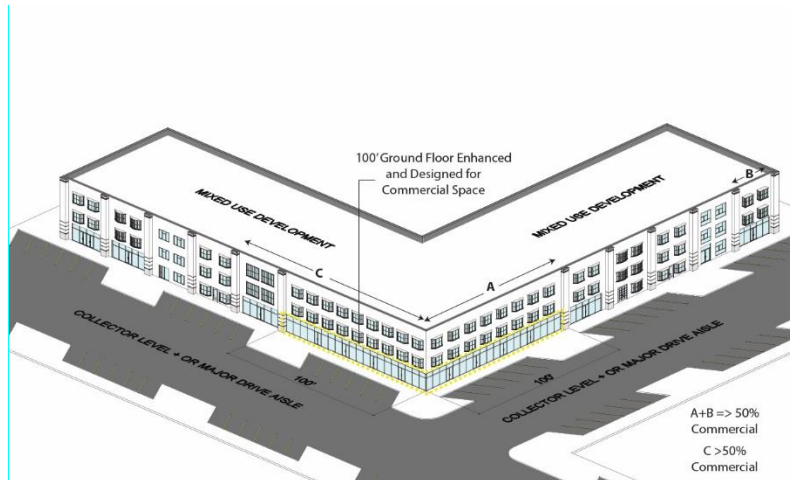 100' Ground Floor Enhanced
and Designed for
Commercial Space
MIXED USE DEVELOPMENT
MIXED USE DEVELOPMENT
B
C
A
COLLECTOR LEVEL + OR MAJOR DRIVE AISLE
100'
100'
COLLECTOR LEVEL + OR MAJOR DRIVE AISLE
A+B => 50%
Commercial
C >50%
Commercial